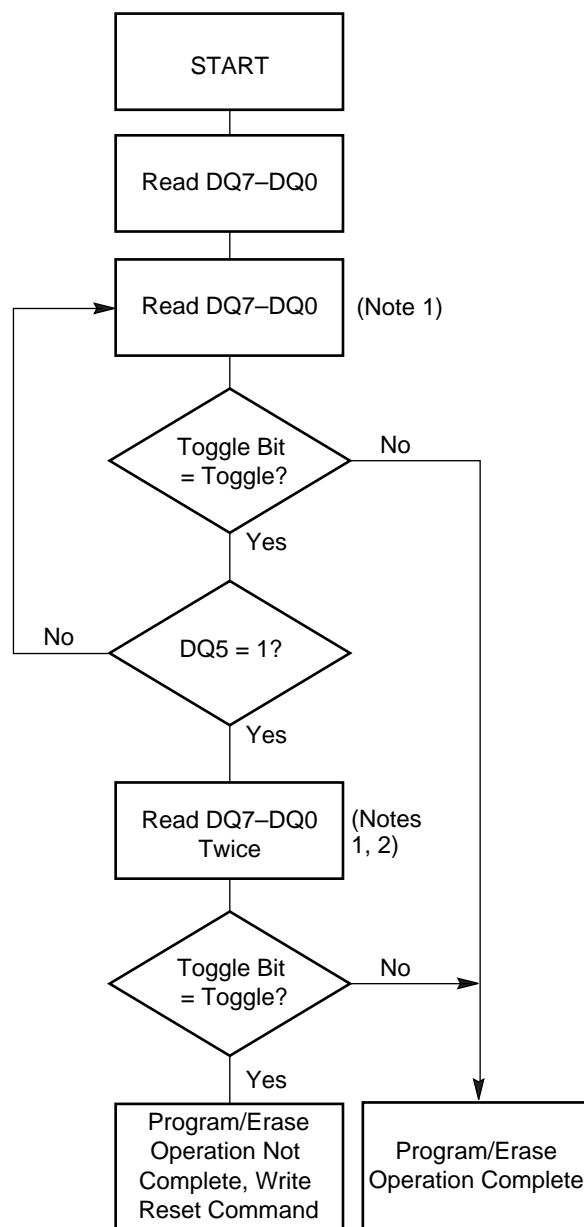 START
Read DQ7–DQ0
Read DQ7–DQ0
(Note 1)
Toggle Bit
= Toggle?
No
Yes
No
DQ5 = 1?
Yes
Read DQ7–DQ0
Twice
(Notes
1, 2)
Toggle Bit
= Toggle?
No
Yes
Program/Erase
Operation Not
Complete, Write
Reset Command
Program/Erase
Operation Complete